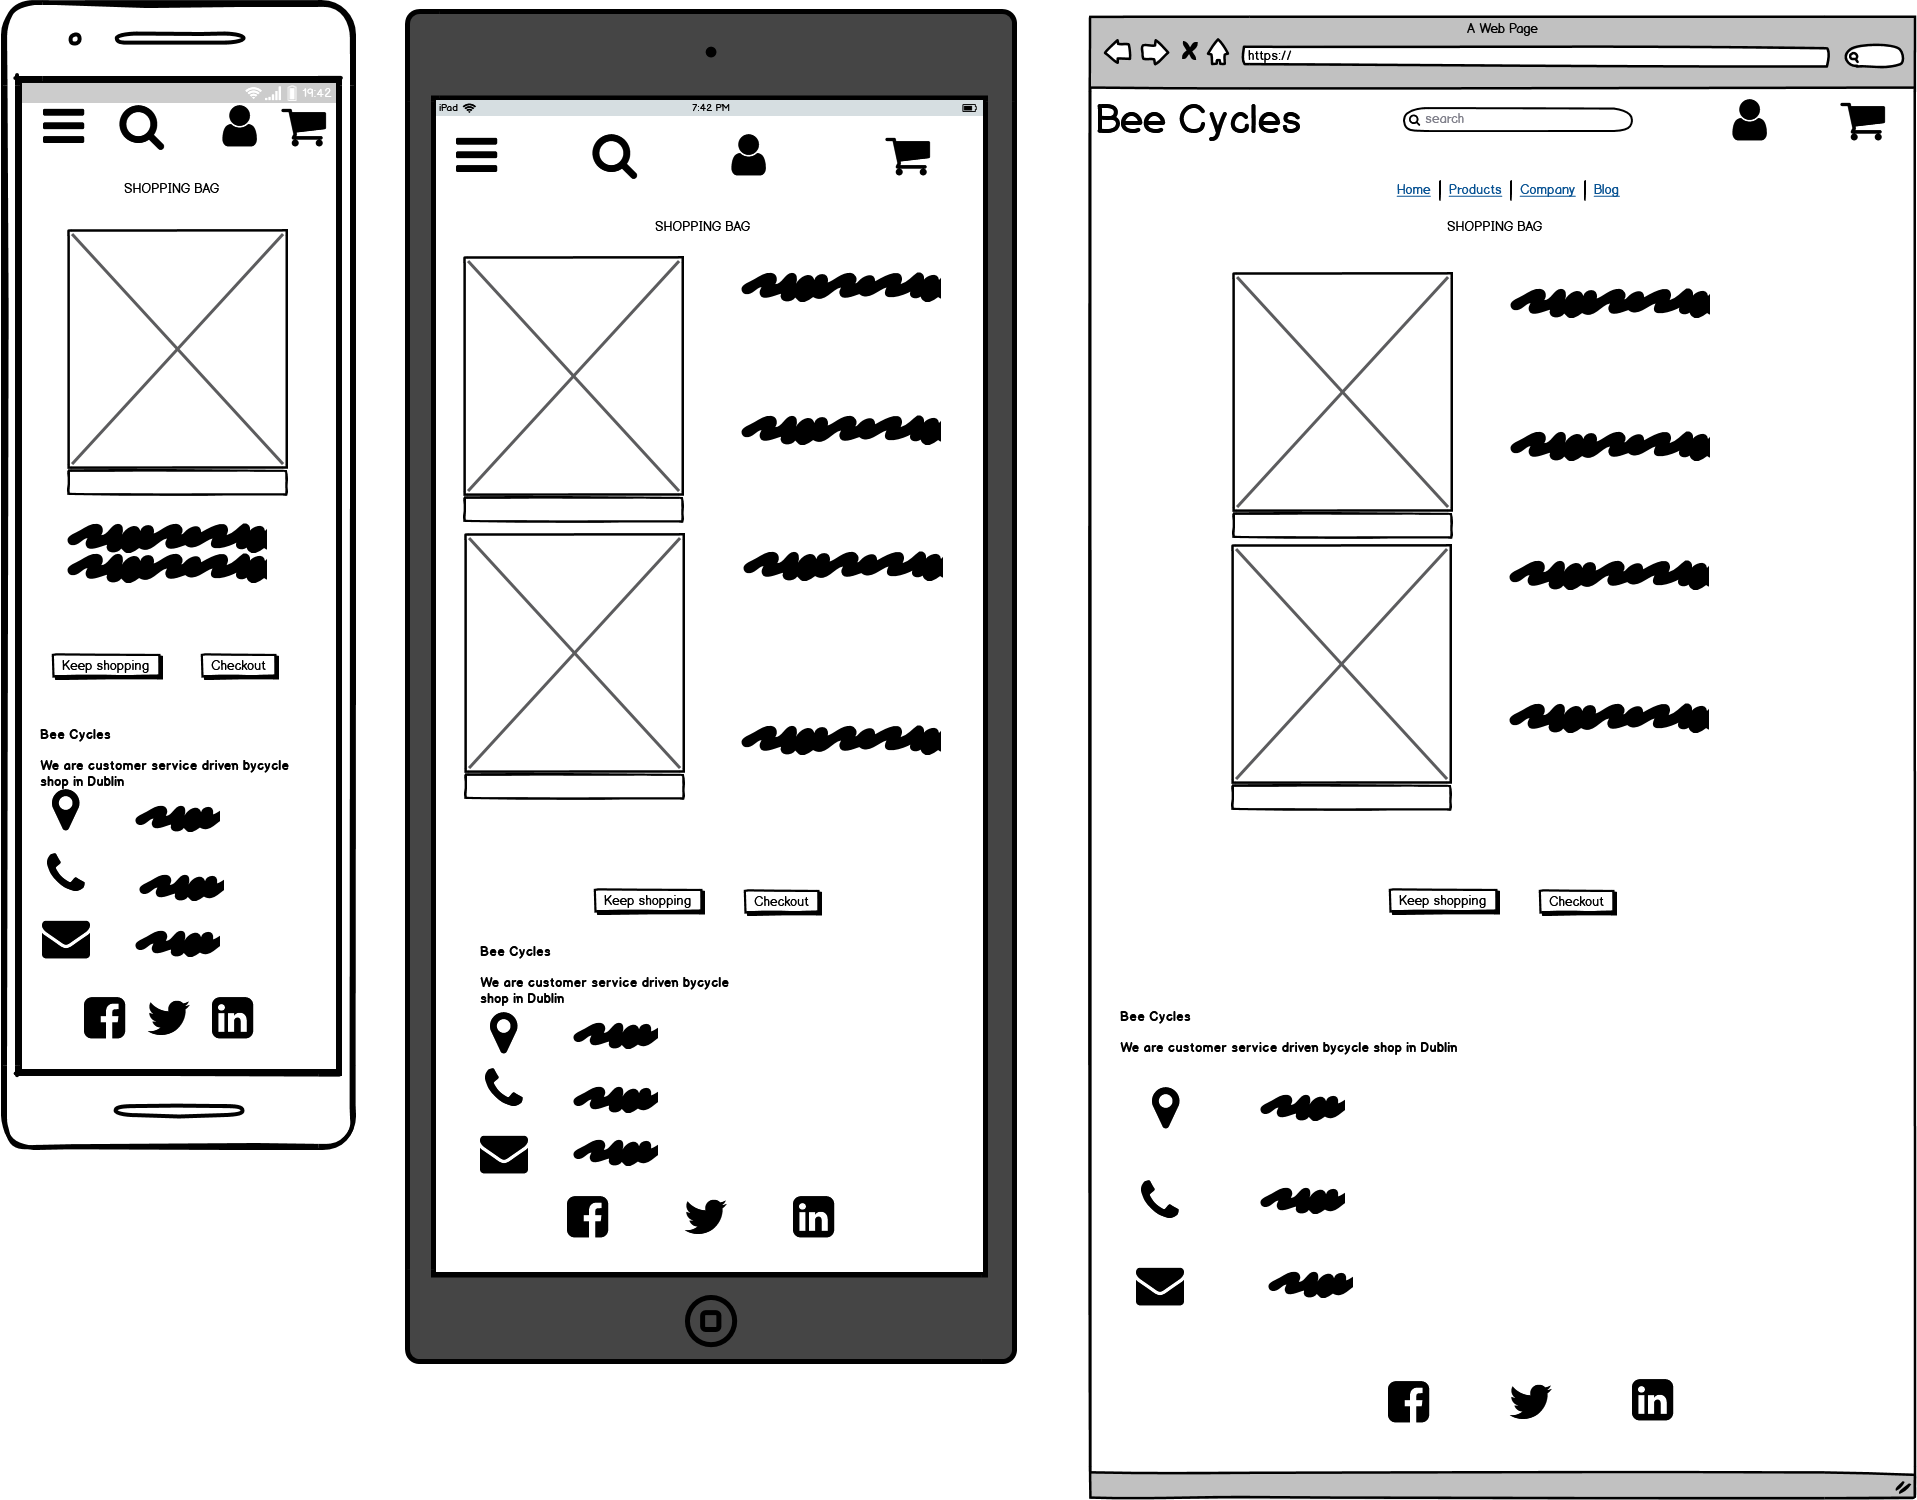 19:42
SHOPPING BAG
Keep shopping
Checkout
Bee Cycles
We are customer service driven bycycle
shop in Dublin
iPad
7:42 PM
SHOPPING BAG
Keep shopping
Checkout
Bee Cycles
We are customer service driven bycycle
shop in Dublin
A Web Page
https://
Bee Cycles
search
Home
Products
Company
Blog
SHOPPING BAG
Keep shopping
Checkout
Bee Cycles
We are customer service driven bycycle shop in Dublin